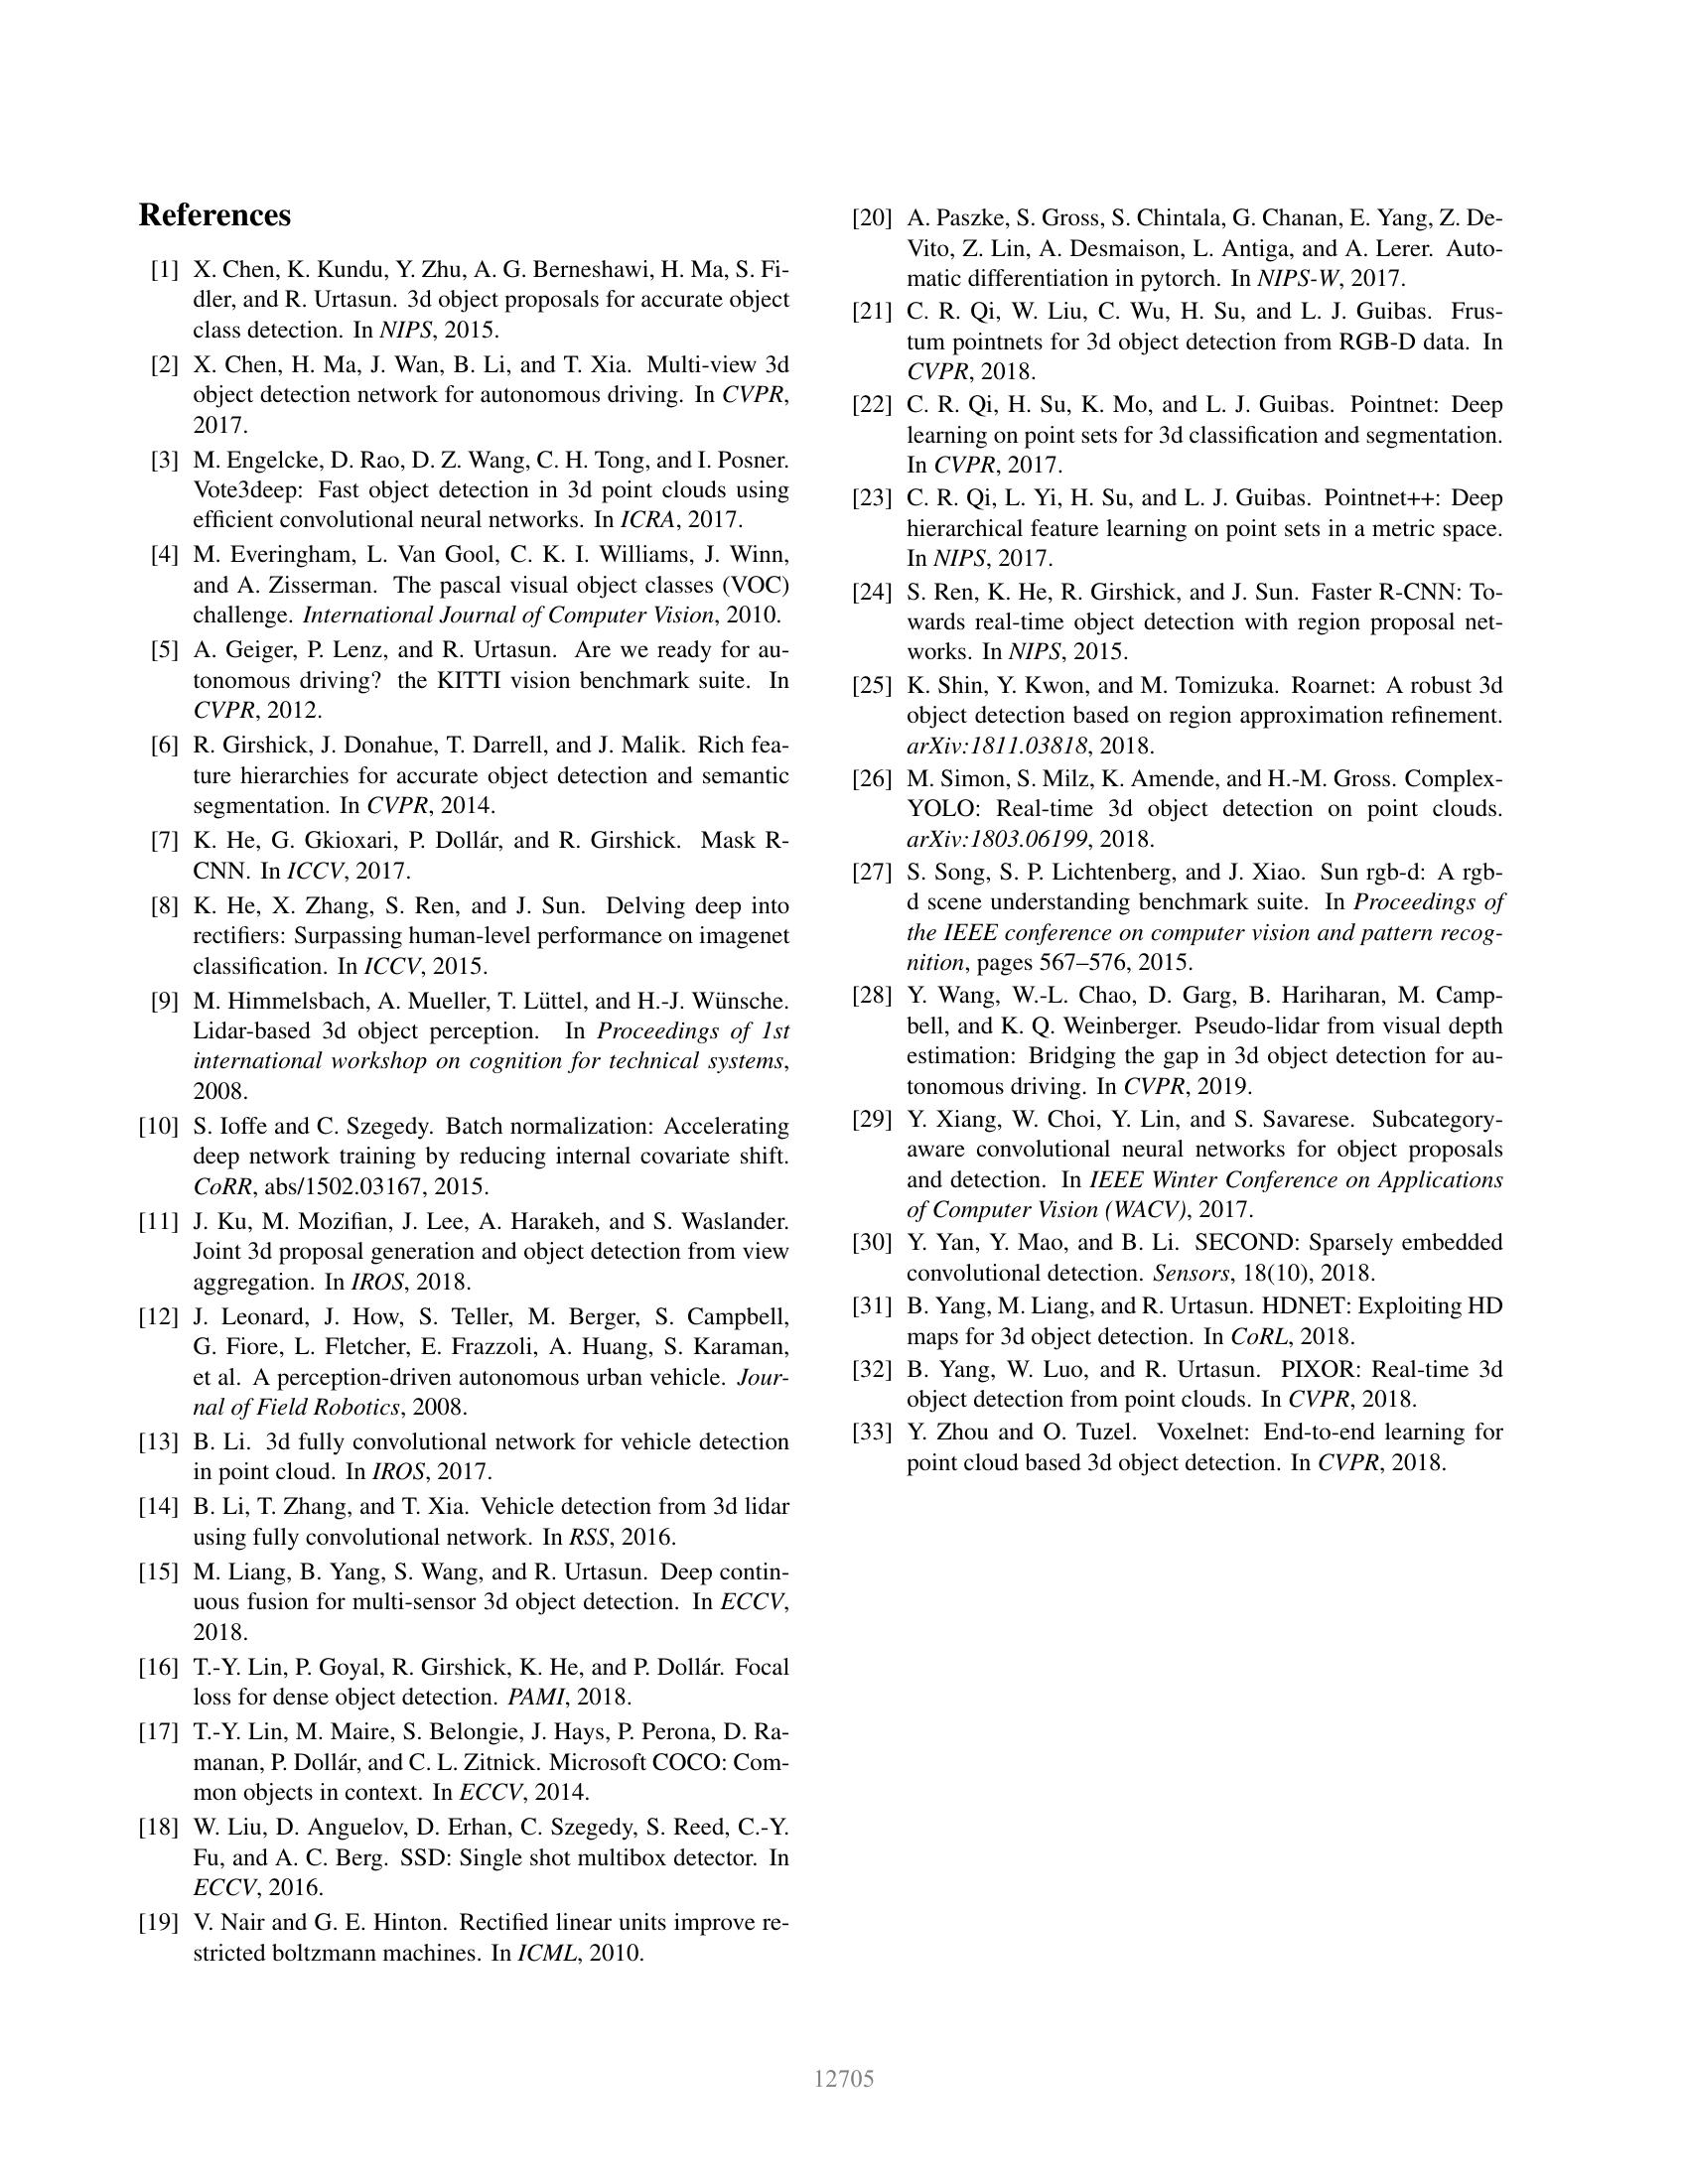 References
[1] X. Chen, K. Kundu, Y. Zhu, A. G. Berneshawi, H. Ma, S. Fi-
dler, and R. Urtasun. 3d object proposals for accurate object
class detection. In NIPS, 2015.
[2] X. Chen, H. Ma, J. Wan, B. Li, and T. Xia. Multi-view 3d
object detection network for autonomous driving. In CVPR,
2017.
[3] M. Engelcke, D. Rao, D. Z. Wang, C. H. Tong, and I. Posner.
Vote3deep: Fast object detection in 3d point clouds using
efficient convolutional neural networks. In ICRA, 2017.
[4] M. Everingham, L. Van Gool, C. K. I. Williams, J. Winn,
and A. Zisserman. The pascal visual object classes (VOC)
challenge. International Journal of Computer Vision, 2010.
[5] A. Geiger, P. Lenz, and R. Urtasun. Are we ready for au-
tonomous driving? the KITTI vision benchmark suite. In
CVPR, 2012.
[6] R. Girshick, J. Donahue, T. Darrell, and J. Malik. Rich fea-
ture hierarchies for accurate object detection and semantic
segmentation. In CVPR, 2014.
[7] K. He, G. Gkioxari, P. Dollár, and R. Girshick. Mask R-
CNN. In ICCV, 2017.
[8] K. He, X. Zhang, S. Ren, and J. Sun. Delving deep into
rectifiers: Surpassing human-level performance on imagenet
classification. In ICCV, 2015.
[9] M. Himmelsbach, A. Mueller, T. Lüttel, and H.-J. Wünsche.
Lidar-based 3d object perception. In Proceedings of 1st
international workshop on cognition for technical systems,
2008.
[10] S. Ioffe and C. Szegedy. Batch normalization: Accelerating
deep network training by reducing internal covariate shift.
CoRR, abs/1502.03167, 2015.
[11] J. Ku, M. Mozifian, J. Lee, A. Harakeh, and S. Waslander.
Joint 3d proposal generation and object detection from view
aggregation. In IROS, 2018.
[12] J. Leonard, J. How, S. Teller, M. Berger, S. Campbell,
G. Fiore, L. Fletcher, E. Frazzoli, A. Huang, S. Karaman,
et al. A perception-driven autonomous urban vehicle. Jour-
nal of Field Robotics, 2008.
[13] B. Li. 3d fully convolutional network for vehicle detection
in point cloud. In IROS, 2017.
[14] B. Li, T. Zhang, and T. Xia. Vehicle detection from 3d lidar
using fully convolutional network. In RSS, 2016.
[15] M. Liang, B. Yang, S. Wang, and R. Urtasun. Deep contin-
uous fusion for multi-sensor 3d object detection. In ECCV,
2018.
[16] T.-Y. Lin, P. Goyal, R. Girshick, K. He, and P. Dollár. Focal
loss for dense object detection. PAMI, 2018.
[17] T.-Y. Lin, M. Maire, S. Belongie, J. Hays, P. Perona, D. Ra-
manan, P. Dollár, and C. L. Zitnick. Microsoft COCO: Com-
mon objects in context. In ECCV, 2014.
[18] W. Liu, D. Anguelov, D. Erhan, C. Szegedy, S. Reed, C.-Y.
Fu, and A. C. Berg. SSD: Single shot multibox detector. In
ECCV, 2016.
[19] V. Nair and G. E. Hinton. Rectified linear units improve re-
stricted boltzmann machines. In ICML, 2010.
[20] A. Paszke, S. Gross, S. Chintala, G. Chanan, E. Yang, Z. De-
Vito, Z. Lin, A. Desmaison, L. Antiga, and A. Lerer. Auto-
matic differentiation in pytorch. In NIPS-W, 2017.
[21] C. R. Qi, W. Liu, C. Wu, H. Su, and L. J. Guibas. Frus-
tum pointnets for 3d object detection from RGB-D data. In
CVPR, 2018.
[22] C. R. Qi, H. Su, K. Mo, and L. J. Guibas. Pointnet: Deep
learning on point sets for 3d classification and segmentation.
In CVPR, 2017.
[23] C. R. Qi, L. Yi, H. Su, and L. J. Guibas. Pointnet++: Deep
hierarchical feature learning on point sets in a metric space.
In NIPS, 2017.
[24] S. Ren, K. He, R. Girshick, and J. Sun. Faster R-CNN: To-
wards real-time object detection with region proposal net-
works. In NIPS, 2015.
[25] K. Shin, Y. Kwon, and M. Tomizuka. Roarnet: A robust 3d
object detection based on region approximation refinement.
arXiv:1811.03818, 2018.
[26] M. Simon, S. Milz, K. Amende, and H.-M. Gross. Complex-
YOLO: Real-time 3d object detection on point clouds.
arXiv:1803.06199, 2018.
[27] S. Song, S. P. Lichtenberg, and J. Xiao. Sun rgb-d: A rgb-
d scene understanding benchmark suite. In Proceedings of
the IEEE conference on computer vision and pattern recog-
nition, pages 567–576, 2015.
[28] Y. Wang, W.-L. Chao, D. Garg, B. Hariharan, M. Camp-
bell, and K. Q. Weinberger. Pseudo-lidar from visual depth
estimation: Bridging the gap in 3d object detection for au-
tonomous driving. In CVPR, 2019.
[29] Y. Xiang, W. Choi, Y. Lin, and S. Savarese. Subcategory-
aware convolutional neural networks for object proposals
and detection. In IEEE Winter Conference on Applications
of Computer Vision (WACV), 2017.
[30] Y. Yan, Y. Mao, and B. Li. SECOND: Sparsely embedded
convolutional detection. Sensors, 18(10), 2018.
[31] B. Yang, M. Liang, and R. Urtasun. HDNET: Exploiting HD
maps for 3d object detection. In CoRL, 2018.
[32] B. Yang, W. Luo, and R. Urtasun. PIXOR: Real-time 3d
object detection from point clouds. In CVPR, 2018.
[33] Y. Zhou and O. Tuzel. Voxelnet: End-to-end learning for
point cloud based 3d object detection. In CVPR, 2018.
12705